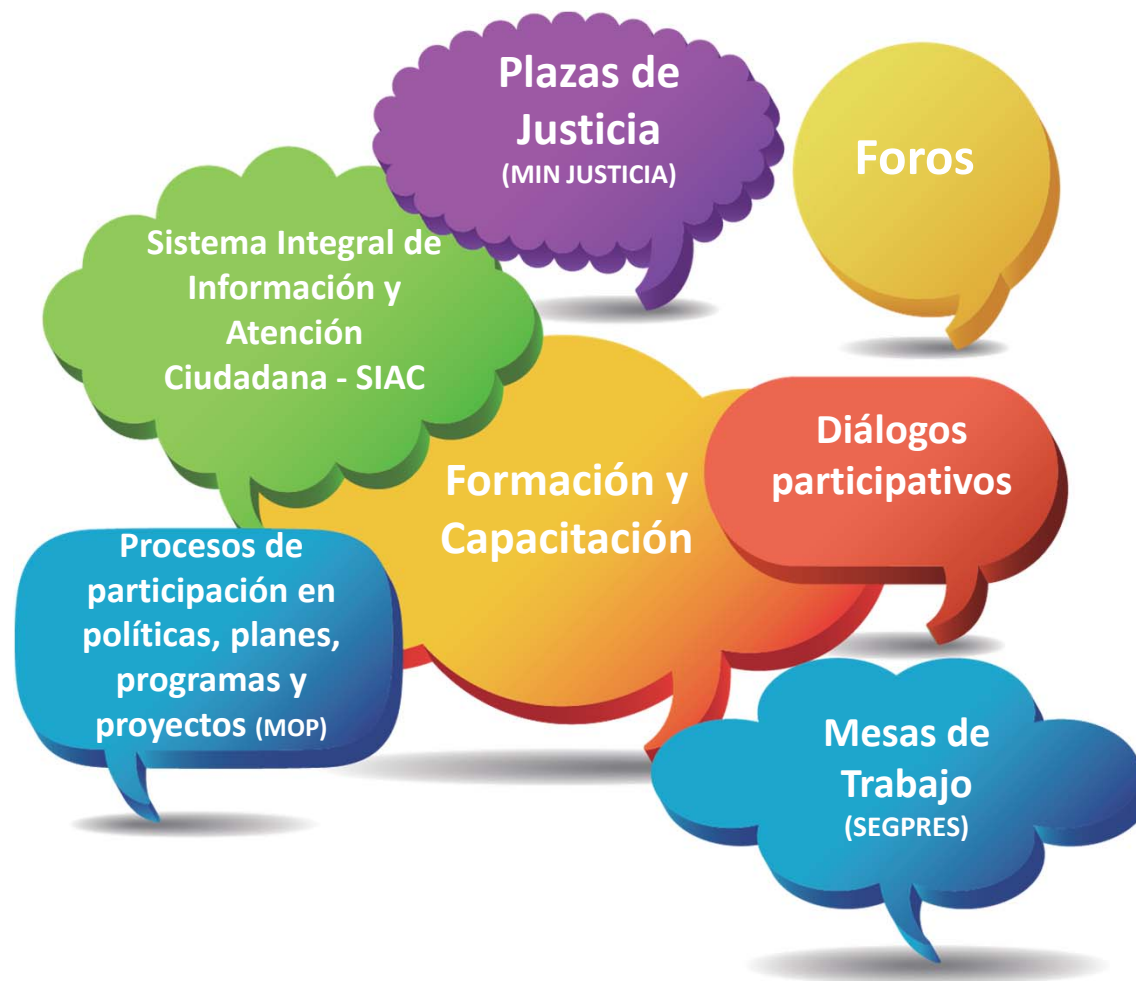 Plazas de
Justicia
(MIN JUSTICIA)
Foros
Sistema Integral de
Información y
Atención
Ciudadana - SIAC
Diálogos
participativos
Formación y
Capacitación
Procesos de
participación en
políticas, planes,
programas y
proyectos (MOP)
Mesas de
Trabajo
(SEGPRES)